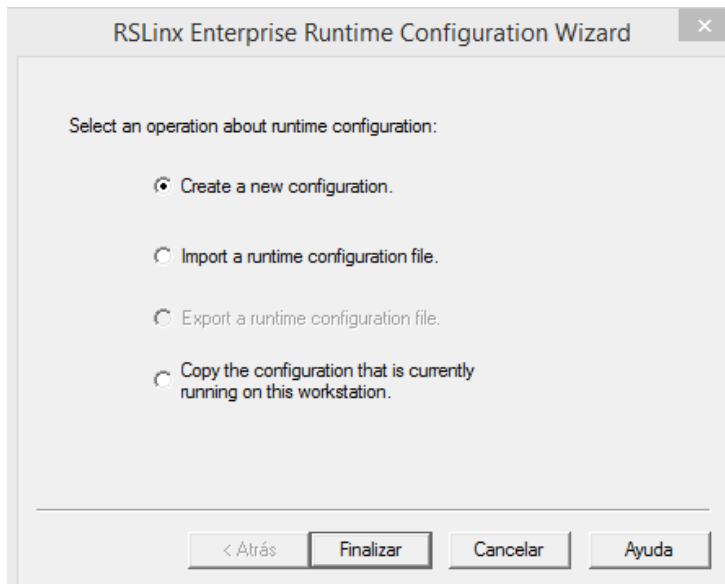 RSLinx Enterprise Runtime Configuration Wizard
Select an operation about runtime configuration:
Create a new configuration.
Import a runtime configuration file.
Export a runtime configuration file.
Copy the configuration that is currently
running on this workstation.
< Atrás
Finalizar
Cancelar
Ayuda